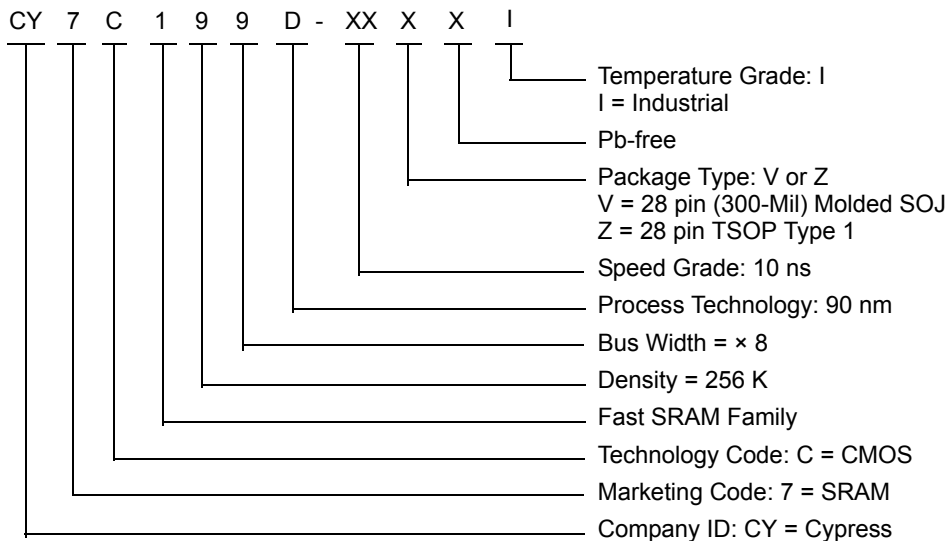 CY 7 C 1 9 9 D - XX X X I
Temperature Grade: I
I = Industrial
Pb-free
Package Type: V or Z
V = 28 pin (300-Mil) Molded SOJ
Z = 28 pin TSOP Type 1
Speed Grade: 10 ns
Process Technology: 90 nm
Bus Width = × 8
Density = 256 K
Fast SRAM Family
Technology Code: C = CMOS
Marketing Code: 7 = SRAM
Company ID: CY = Cypress